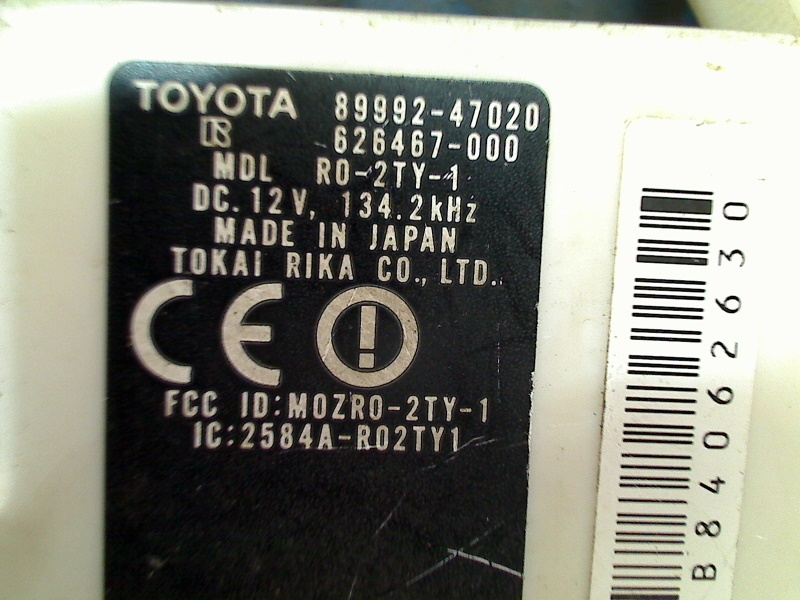 TOYOTA 89992-47020
626467-000
MDL RO-2TY-1
DC.12V, 134.2kHz
MADE IN JAPAN
TOKAI RIKA CO., LTD.
CE
FCC ID:MOZRO-2TY-1
IC:2584A-RO2TY1
B84062630